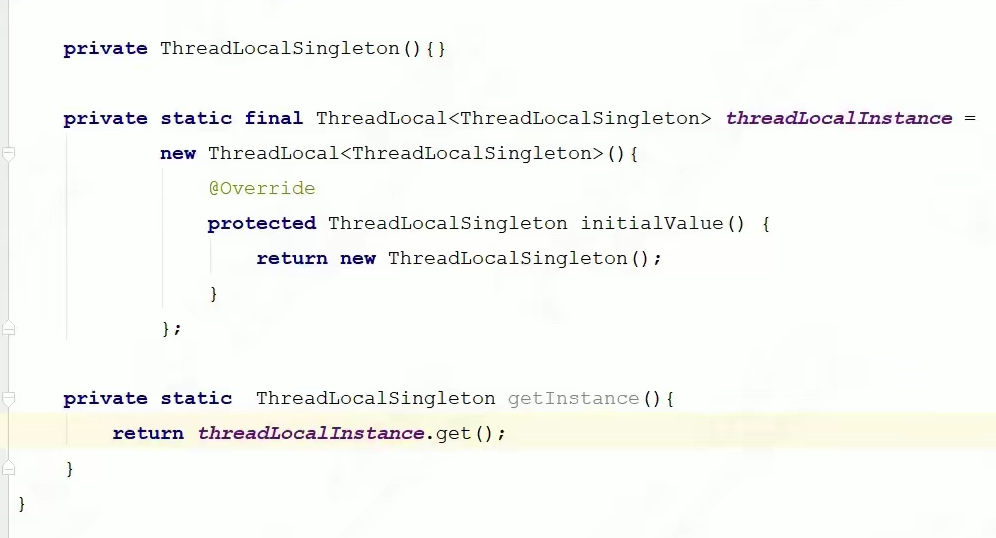 private ThreadLocalSingleton(){}
private static final ThreadLocal<ThreadLocalSingleton> threadLocalInstance =
new ThreadLocal<ThreadLocalSingleton>(){
@Override
protected ThreadLocalSingleton initialValue() {
return new ThreadLocalSingleton();
}
};
private static  ThreadLocalSingleton getInstance(){
return threadLocalInstance.get();
}
}